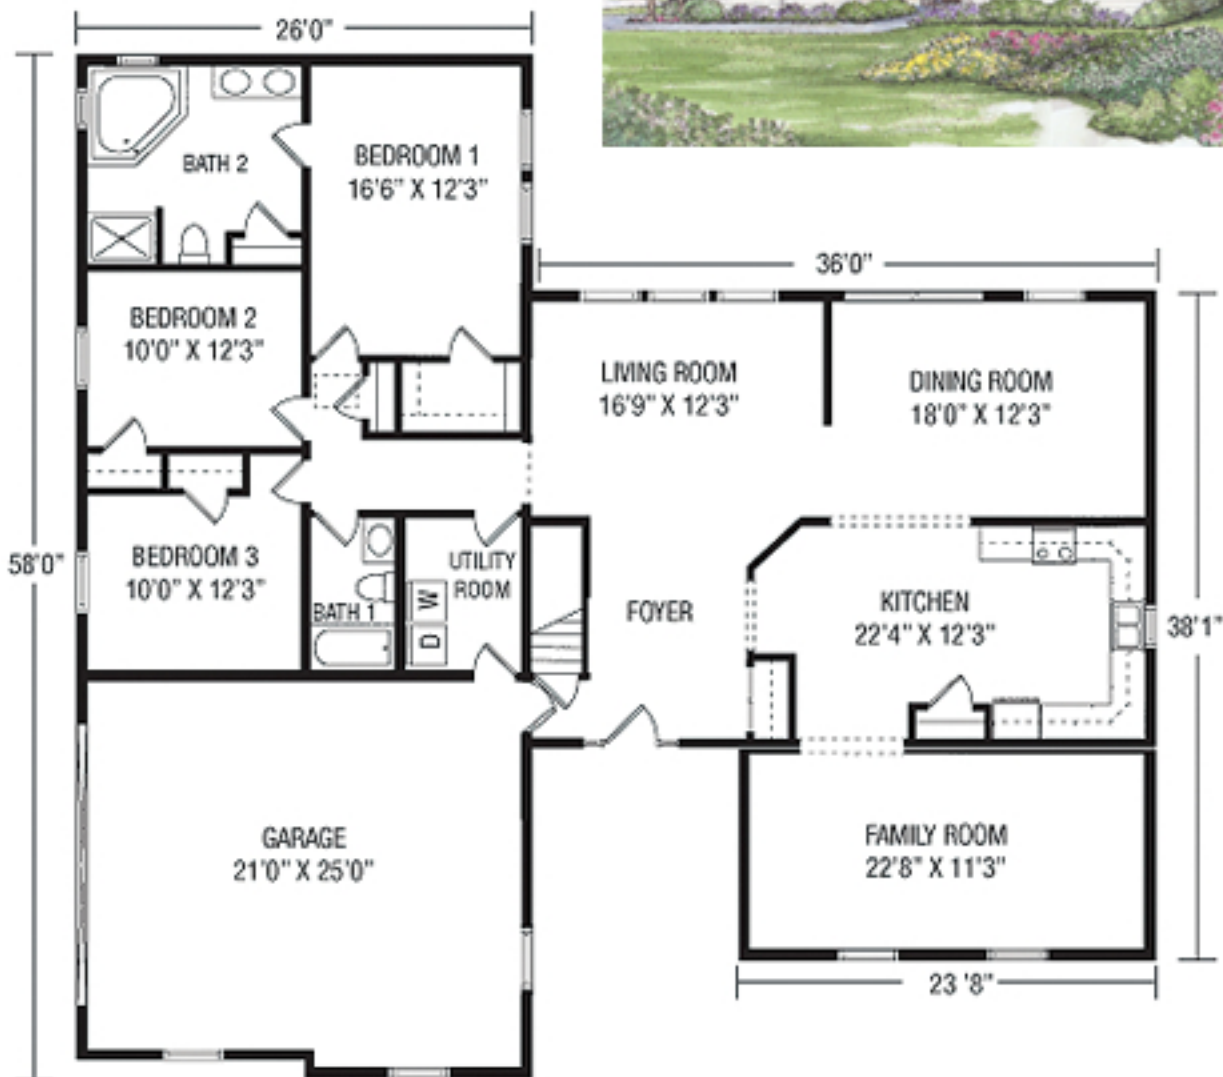 26'0"
BATH 2
BEDROOM 1
16'6" X 12'3"
36'0"
BEDROOM 2
10'0" X 12'3"
LIVING ROOM
16'9" X 12'3"
DINING ROOM
18'0" X 12'3"
58'0"
BEDROOM 3
10'0" X 12'3"
BATH 1
UTILITY
ROOM
W
D
FOYER
KITCHEN
22'4" X 12'3"
38'1"
GARAGE
21'0" X 25'0"
FAMILY ROOM
22'8" X 11'3"
23 '8"